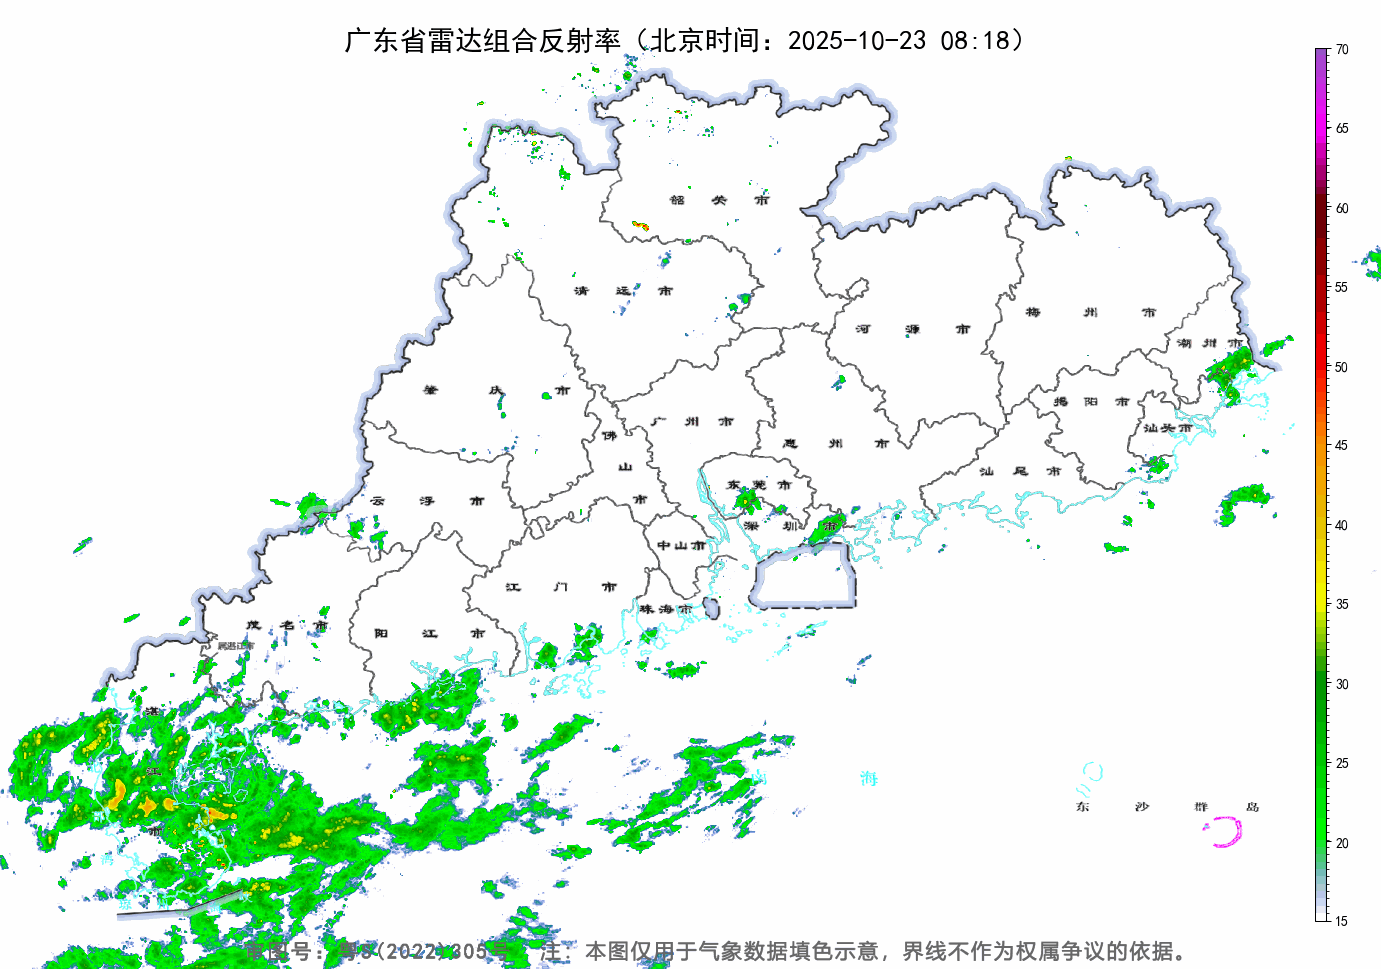 广东省雷达组合反射率（北京时间：2025-10-23 08:18）
70
65
60
55
50
45
40
35
30
25
20
15
韶关市
清远市
河源市
梅州市
潮州市
肇庆市
广州市
佛山市
惠州市
揭阳市
汕头市
汕尾市
云浮市
东莞市
深圳市
中山市
江门市
珠海市
茂名市
属湛江市
阳江市
湛江市
海
东沙群岛
审图号：粤S(2022)305号 注：本图仅用于气象数据填色示意，界线不作为权属争议的依据。